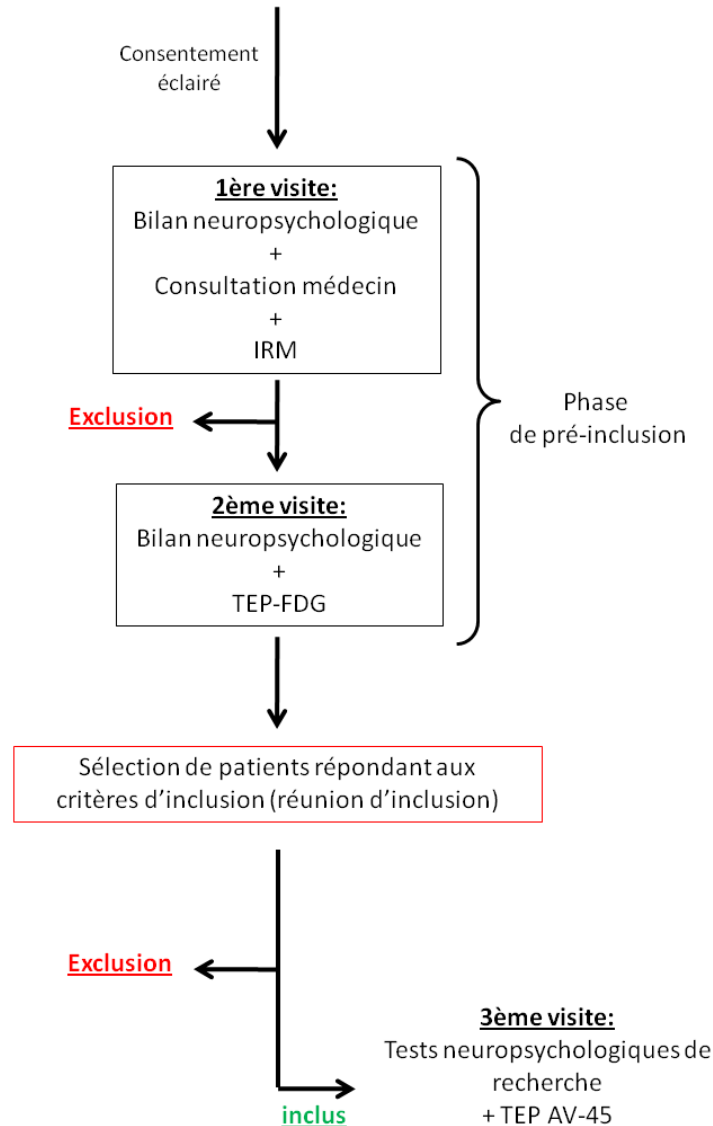 Consentement
éclairé
1ère visite:
Bilan neuropsychologique
+
Consultation médecin
+
IRM
Exclusion
Phase
de pré-inclusion
2ème visite:
Bilan neuropsychologique
+
TEP-FDG
Sélection de patients répondant aux
critères d’inclusion (réunion d’inclusion)
Exclusion
3ème visite:
Tests neuropsychologiques de
recherche
+ TEP AV-45
inclus